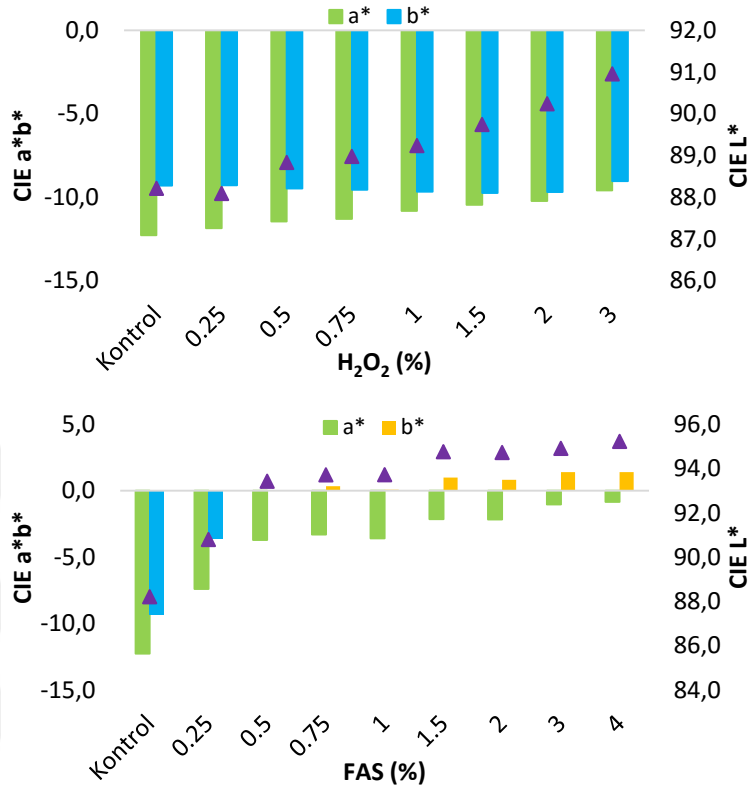 a* b*
0,0
-5,0
-10,0
-15,0
CIE a*b*
92,0
91,0
90,0
89,0
88,0
87,0
86,0
CIE L*
Kontrol 0.25 0.5 0.75 1 1.5 2 3
H₂O₂ (%)
a* b*
5,0
0,0
-5,0
-10,0
-15,0
CIE a*b*
96,0
94,0
92,0
90,0
88,0
86,0
84,0
CIE L*
Kontrol 0.25 0.5 0.75 1 1.5 2 3 4
FAS (%)